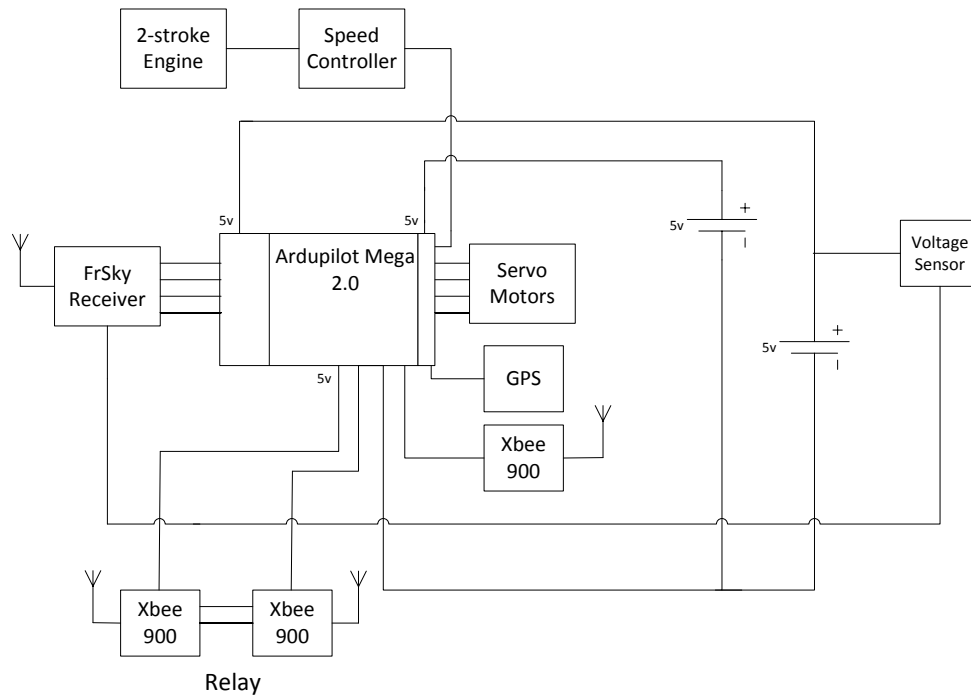 2-stroke
Engine
Speed
Controller
5v
5v
+
5v
–
Ardupilot Mega
2.0
FrSky
Receiver
Servo
Motors
Voltage
Sensor
+
5v
–
5v
GPS
Xbee
900
Xbee
900
Xbee
900
Relay